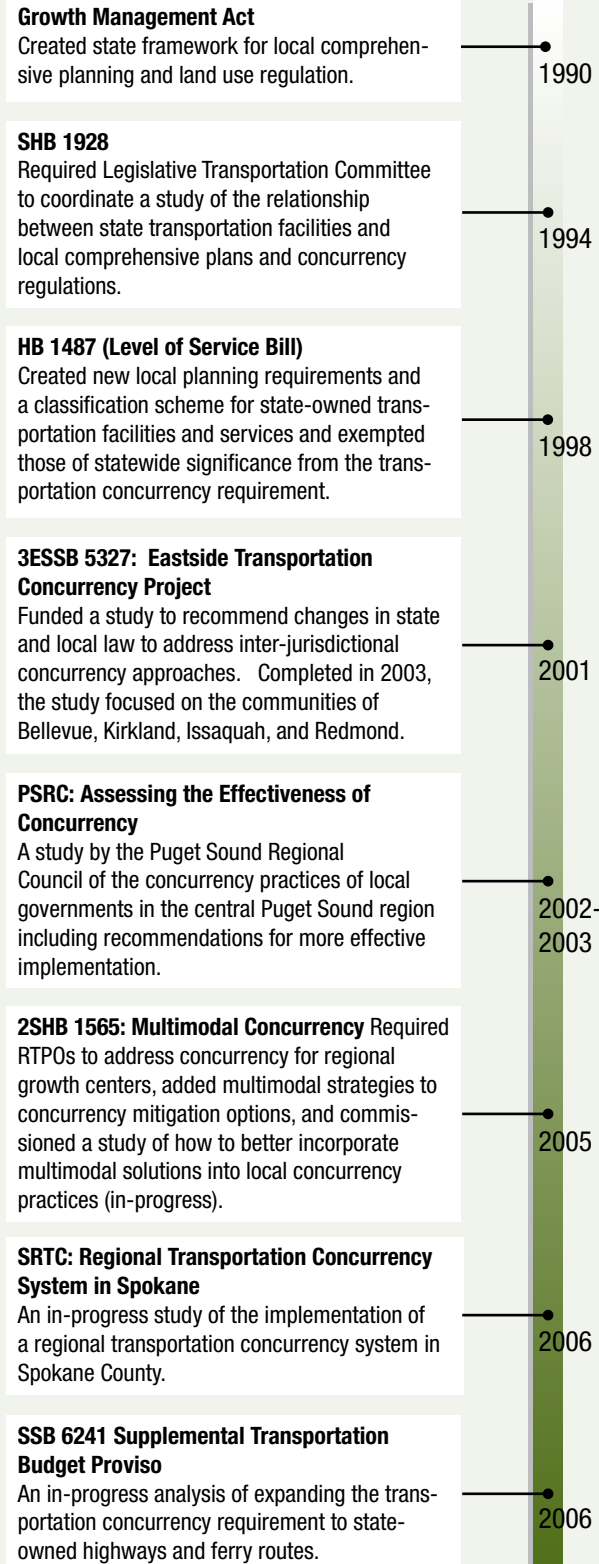 Growth Management Act
Created state framework for local comprehen-
sive planning and land use regulation.
1990
SHB 1928
Required Legislative Transportation Committee
to coordinate a study of the relationship
between state transportation facilities and
local comprehensive plans and concurrency
regulations.
1994
HB 1487 (Level of Service Bill)
Created new local planning requirements and
a classification scheme for state-owned trans-
portation facilities and services and exempted
those of statewide significance from the trans-
portation concurrency requirement.
1998
3ESSB 5327:  Eastside Transportation
Concurrency Project
Funded a study to recommend changes in state
and local law to address inter-jurisdictional
concurrency approaches.   Completed in 2003,
the study focused on the communities of
Bellevue, Kirkland, Issaquah, and Redmond.
2001
PSRC: Assessing the Effectiveness of
Concurrency
A study by the Puget Sound Regional
Council of the concurrency practices of local
governments in the central Puget Sound region
including recommendations for more effective
implementation.
2002-
2003
2SHB 1565: Multimodal Concurrency Required
RTPOs to address concurrency for regional
growth centers, added multimodal strategies to
concurrency mitigation options, and commis-
sioned a study of how to better incorporate
multimodal solutions into local concurrency
practices (in-progress).
2005
SRTC: Regional Transportation Concurrency
System in Spokane
An in-progress study of the implementation of
a regional transportation concurrency system in
Spokane County.
2006
SSB 6241 Supplemental Transportation
Budget Proviso
An in-progress analysis of expanding the trans-
portation concurrency requirement to state-
owned highways and ferry routes.
2006